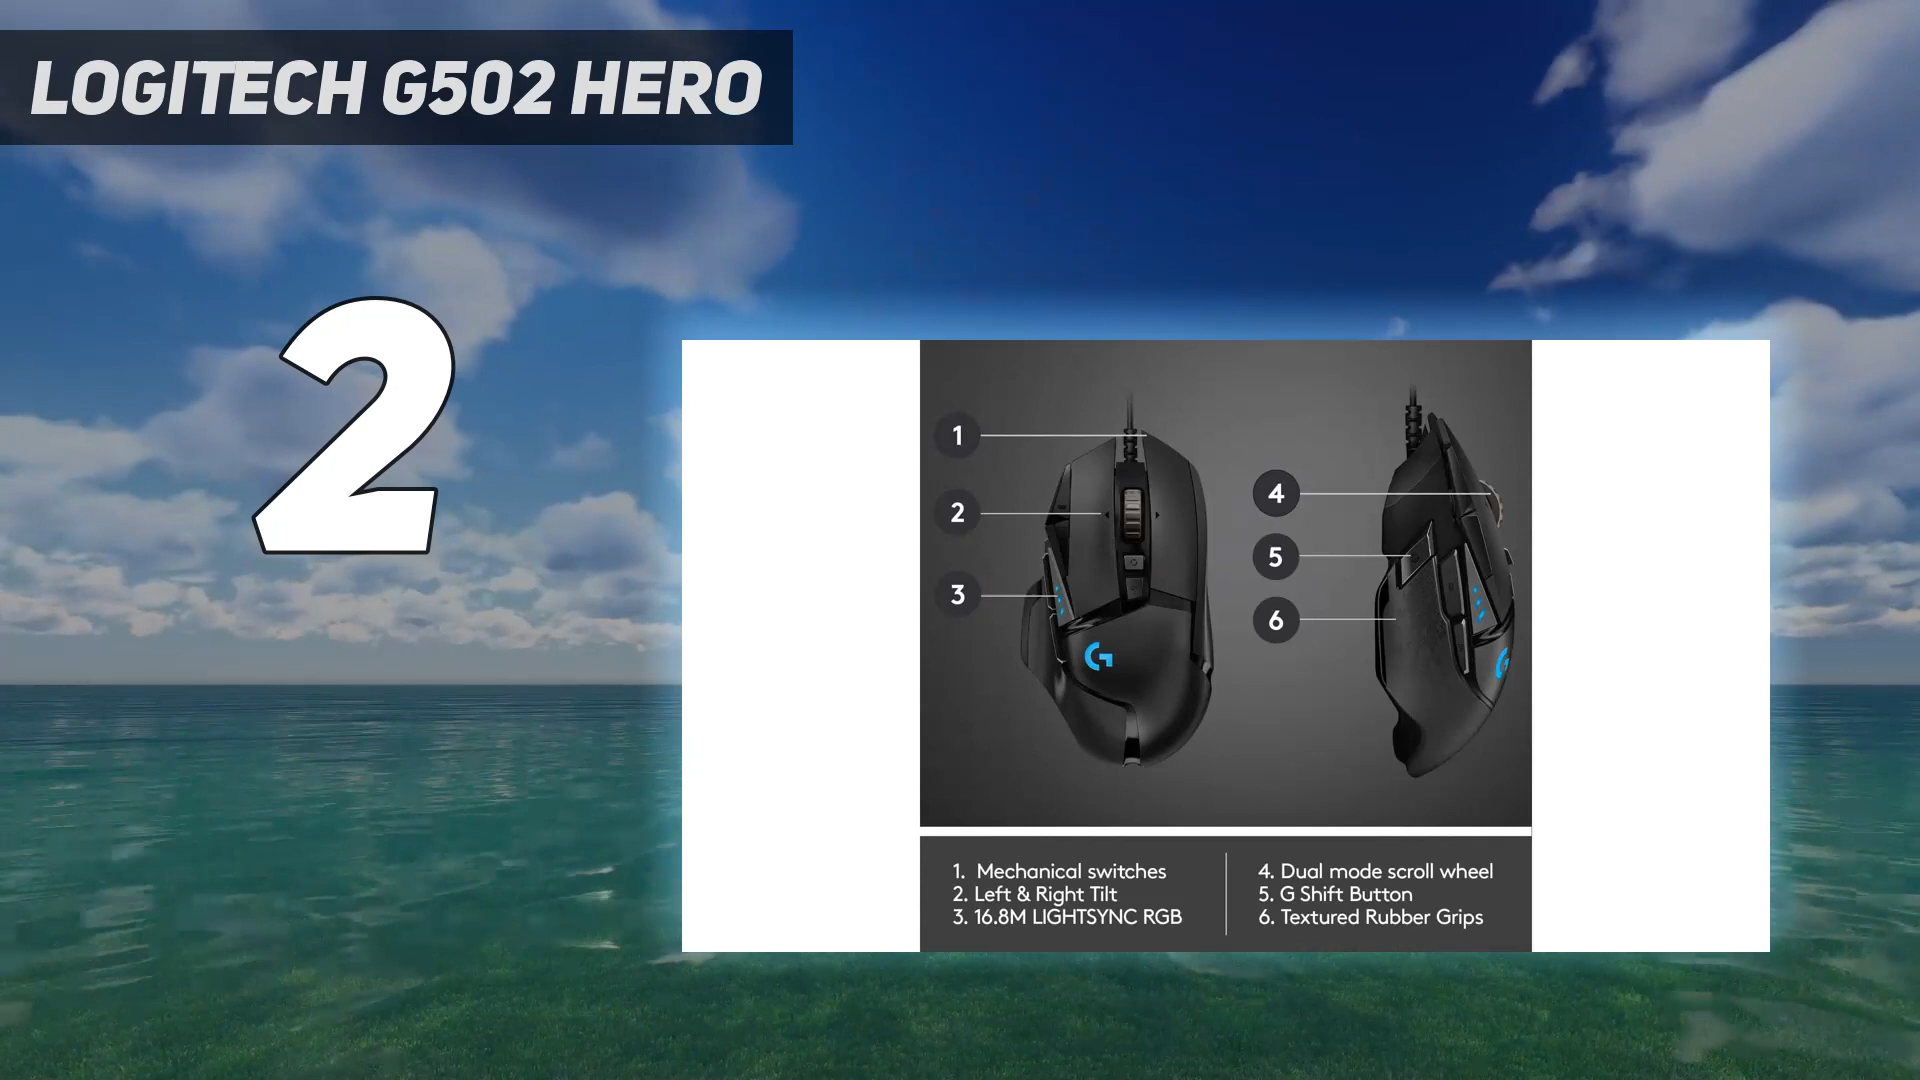 LOGITECH G502 HERO
2
1
2
3
4
5
6
1. Mechanical switches
2. Left & Right Tilt
3. 16.8M LIGHTSYNC RGB
4. Dual mode scroll wheel
5. G Shift Button
6. Textured Rubber Grips